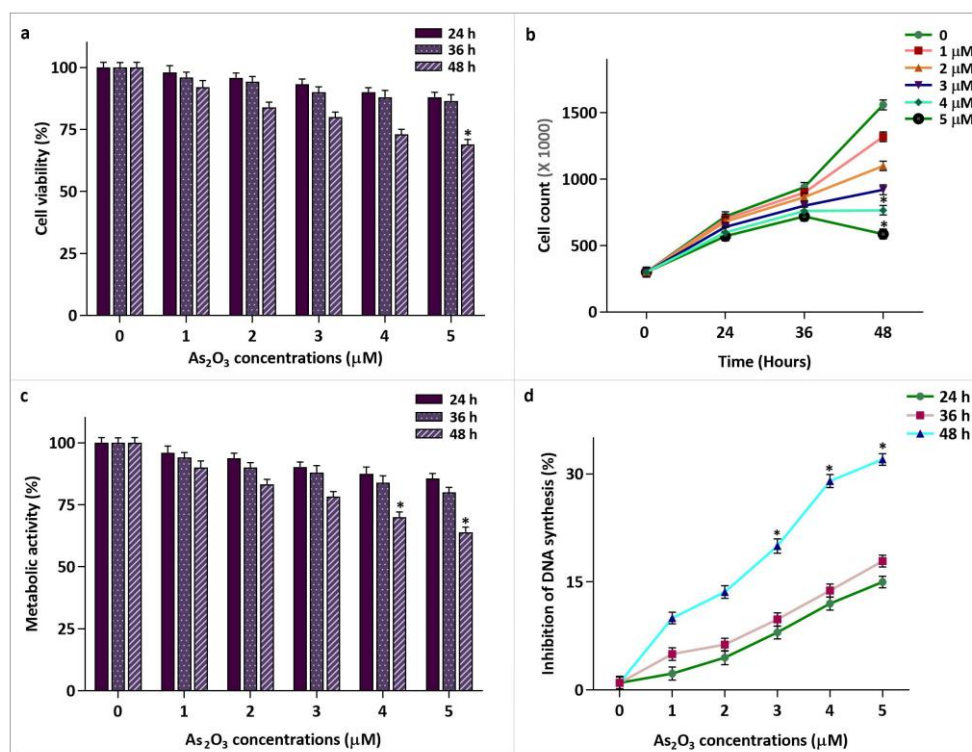 a
24 h
36 h
48 h
100
75
50
25
0
Cell viability (%)
*
0 1 2 3 4 5
As₂O₃ concentrations (μM)
b
0
1 μM
2 μM
3 μM
4 μM
5 μM
1500
1000
500
0
Cell count (X 1000)
*
*
0 24 36 48
Time (Hours)
c
24 h
36 h
48 h
100
75
50
25
0
Metabolic activity (%)
* *
0 1 2 3 4 5
As₂O₃ concentrations (μM)
d
24 h
36 h
48 h
30
15
0
Inhibition of DNA synthesis (%)
* * *
0 1 2 3 4 5
As₂O₃ concentrations (μM)